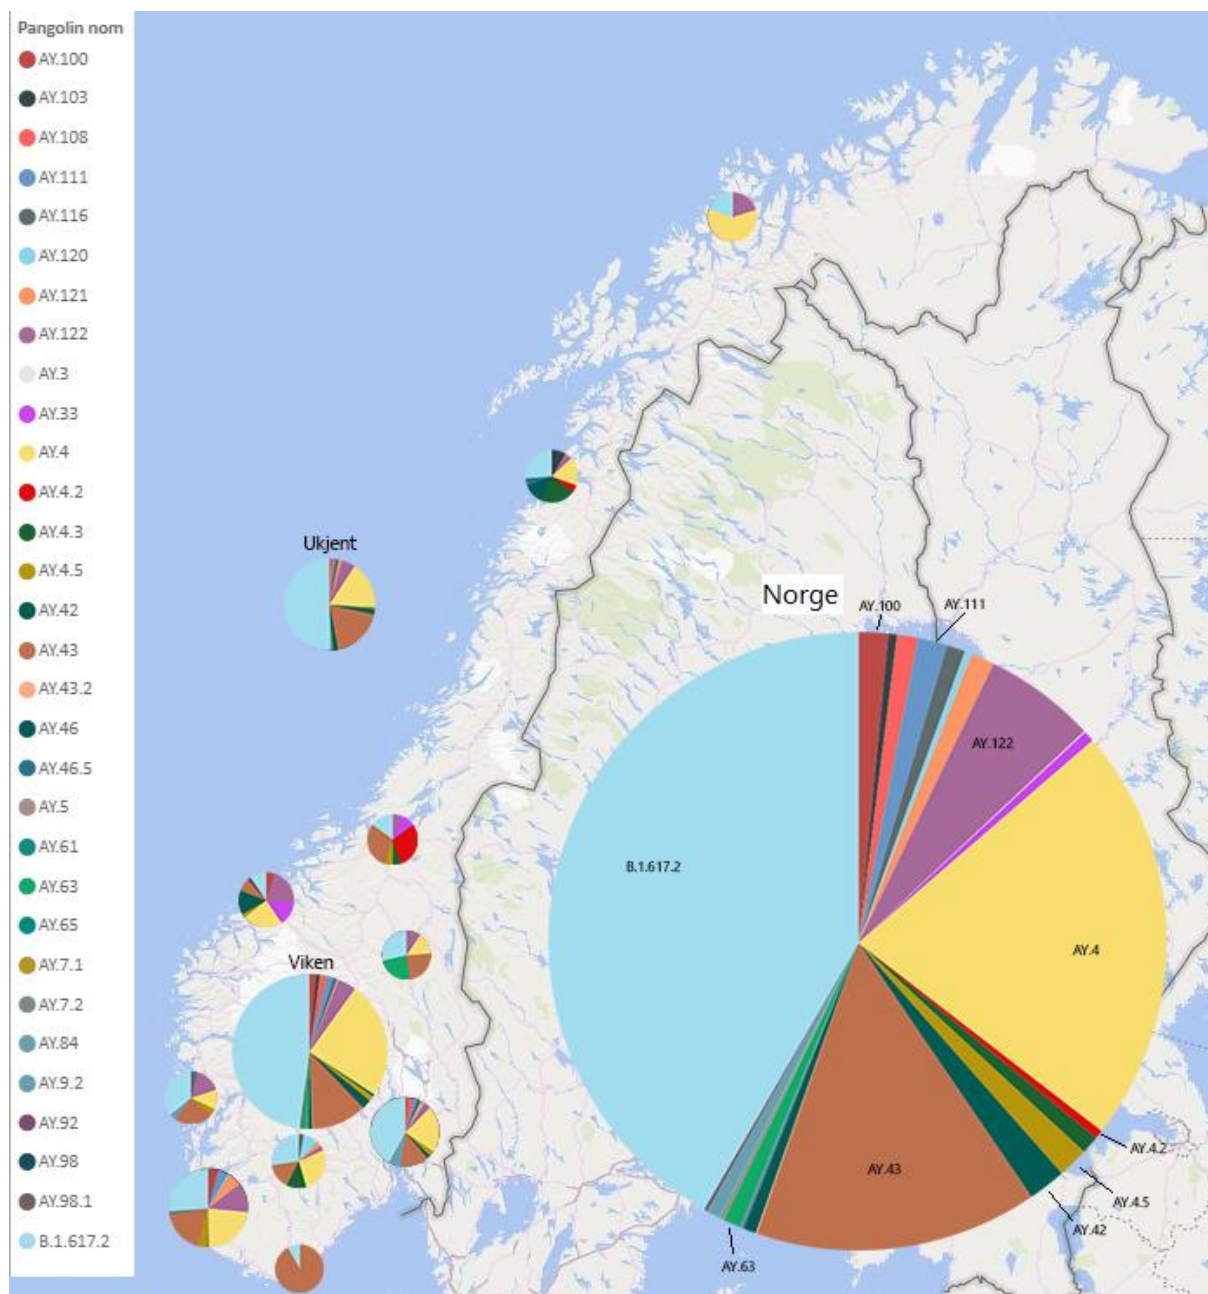 Pangolin nom
AY.100
AY.103
AY.108
AY.111
AY.116
AY.120
AY.121
AY.122
AY.3
AY.33
AY.4
AY.4.2
AY.4.3
AY.4.5
AY.42
AY.43
AY.43.2
AY.46
AY.46.5
AY.5
AY.61
AY.63
AY.65
AY.7.1
AY.7.2
AY.84
AY.9.2
AY.92
AY.98
AY.98.1
B.1.617.2
Ukjent
Norge
AY.100
AY.111
AY.122
B.1.617.2
AY.4
Viken
AY.4.2
AY.43
AY.4.5
AY.42
AY.63